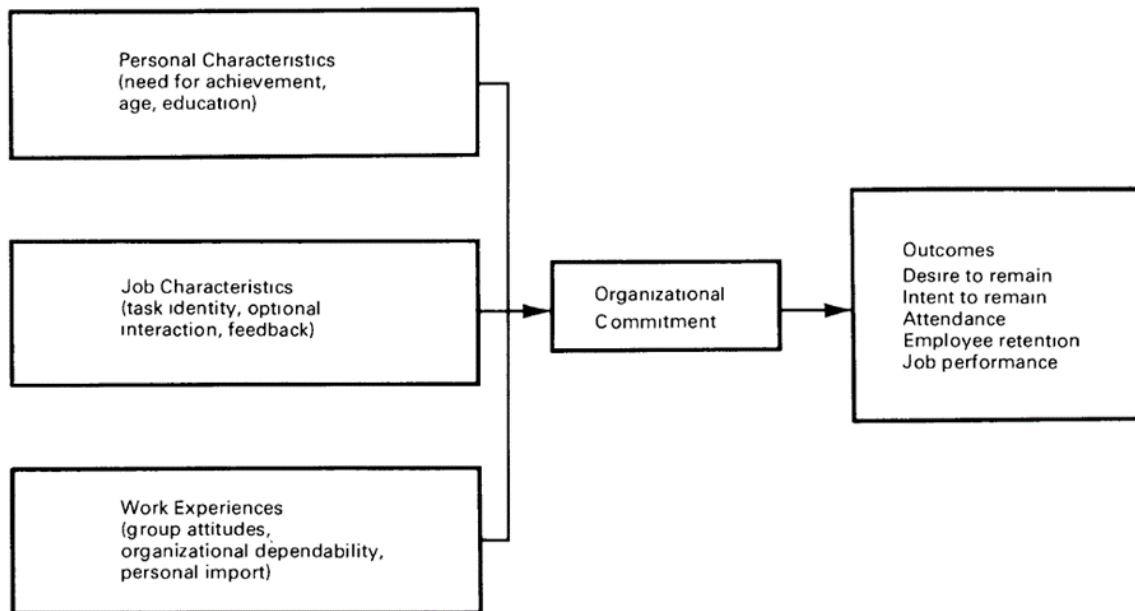 Personal Characteristics
(need for achievement,
age, education)
Job Characteristics
(task identity, optional
interaction, feedback)
Work Experiences
(group attitudes,
organizational dependability,
personal import)
Organizational
Commitment
Outcomes
Desire to remain
Intent to remain
Attendance
Employee retention
Job performance